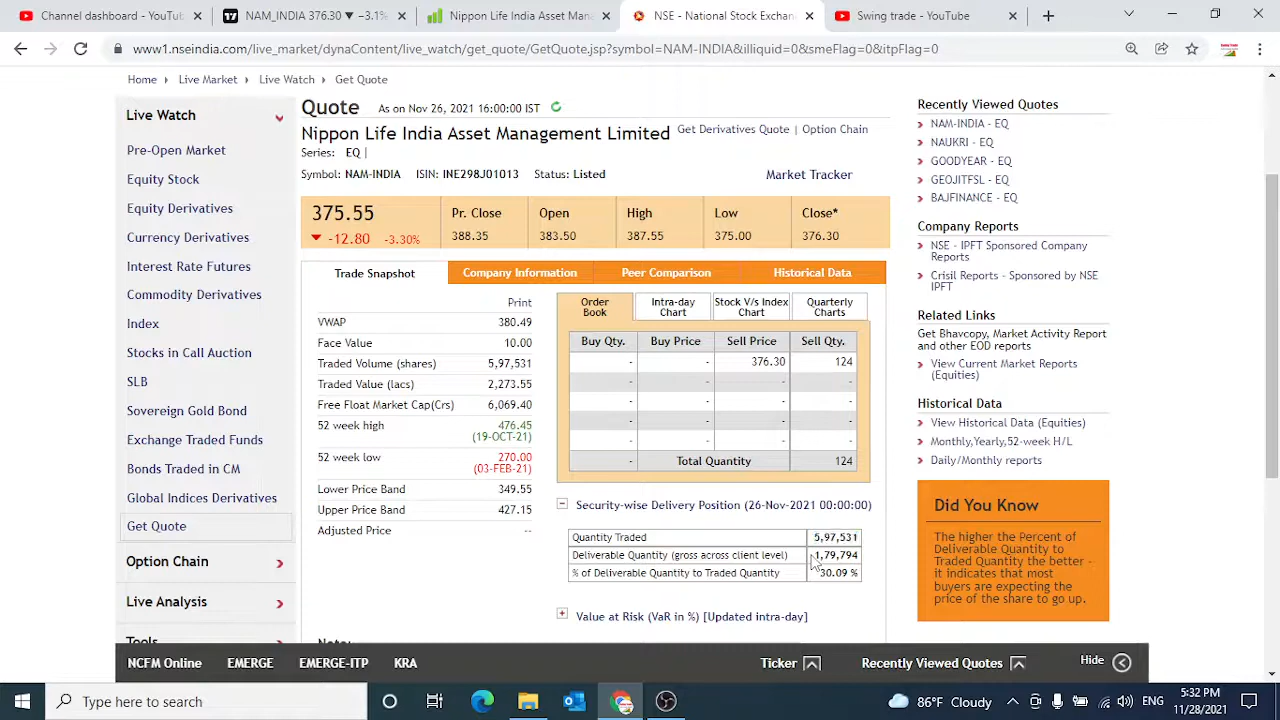 Channel dashboard - YouTube
NAM_INDIA 376.30 ▼ −3.1%
Nippon Life India Asset Mana
NSE - National Stock Exchan
Swing trade - YouTube
www1.nseindia.com/live_market/dynaContent/live_watch/get_quote/GetQuote.jsp?symbol=NAM-INDIA&illiquid=0&smeFlag=0&itpFlag=0
Home › Live Market › Live Watch › Get Quote
Live Watch
Pre-Open Market
Equity Stock
Equity Derivatives
Currency Derivatives
Interest Rate Futures
Commodity Derivatives
Index
Stocks in Call Auction
SLB
Sovereign Gold Bond
Exchange Traded Funds
Bonds Traded in CM
Global Indices Derivatives
Get Quote
Option Chain
Live Analysis
Tools
Quote As on Nov 26, 2021 16:00:00 IST
Nippon Life India Asset Management Limited
Get Derivatives Quote | Option Chain
Series: EQ |
Symbol: NAM-INDIA ISIN: INE298J01013 Status: Listed
Market Tracker
375.55 Pr. Close Open High Low Close*
-12.80 -3.30% 388.35 383.50 387.55 375.00 376.30
Trade Snapshot Company Information Peer Comparison Historical Data
Print
VWAP 380.49
Face Value 10.00
Traded Volume (shares) 5,97,531
Traded Value (lacs) 2,273.55
Free Float Market Cap(Crs) 6,069.40
52 week high 476.45
(19-OCT-21)
52 week low 270.00
(03-FEB-21)
Lower Price Band 349.55
Upper Price Band 427.15
Adjusted Price --
Note:
Order Book
Intra-day Chart
Stock V/s Index Chart
Quarterly Charts
Buy Qty. Buy Price Sell Price Sell Qty.
- - 376.30 124
- - - -
- - - -
- - - -
- - - -
- Total Quantity 124
Security-wise Delivery Position (26-Nov-2021 00:00:00)
Quantity Traded 5,97,531
Deliverable Quantity (gross across client level) 1,79,794
% of Deliverable Quantity to Traded Quantity 30.09 %
Value at Risk (VaR in %) [Updated intra-day]
Recently Viewed Quotes
NAM-INDIA - EQ
NAUKRI - EQ
GOODYEAR - EQ
GEOJITFSL - EQ
BAJFINANCE - EQ
Company Reports
NSE - IPFT Sponsored Company
Reports
Crisil Reports - Sponsored by NSE
IPFT
Related Links
Get Bhavcopy, Market Activity Report
and other EOD reports
View Current Market Reports
(Equities)
Historical Data
View Historical Data (Equities)
Monthly,Yearly,52-week H/L
Daily/Monthly reports
Did You Know
The higher the Percent of
Deliverable Quantity to
Traded Quantity the better -
it indicates that most
buyers are expecting the
price of the share to go up.
NCFM Online EMERGE EMERGE-ITP KRA
Ticker Recently Viewed Quotes Hide
Type here to search
86°F Cloudy
ENG
5:32 PM
11/28/2021